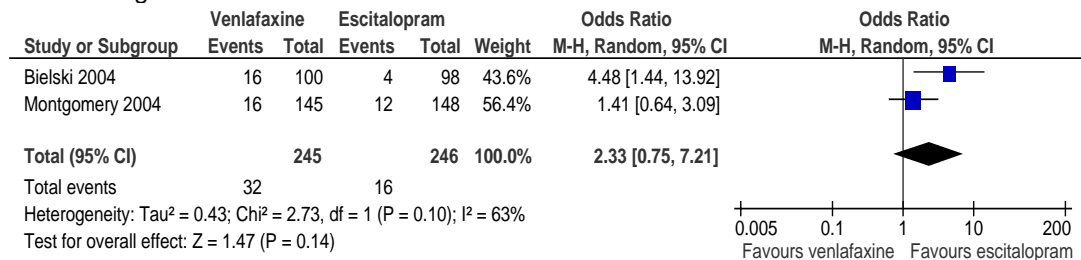 Venlafaxine Escitalopram Odds Ratio Odds Ratio
Study or Subgroup Events Total Events Total Weight M-H, Random, 95% CI M-H, Random, 95% CI
Bielski 2004 16 100 4 98 43.6% 4.48 [1.44, 13.92]
Montgomery 2004 16 145 12 148 56.4% 1.41 [0.64, 3.09]
Total (95% CI) 245 246 100.0% 2.33 [0.75, 7.21]
Total events 32 16
Heterogeneity: Tau² = 0.43; Chi² = 2.73, df = 1 (P = 0.10); I² = 63%
Test for overall effect: Z = 1.47 (P = 0.14)
0.005 0.1 1 10 200
Favours venlafaxine Favours escitalopram